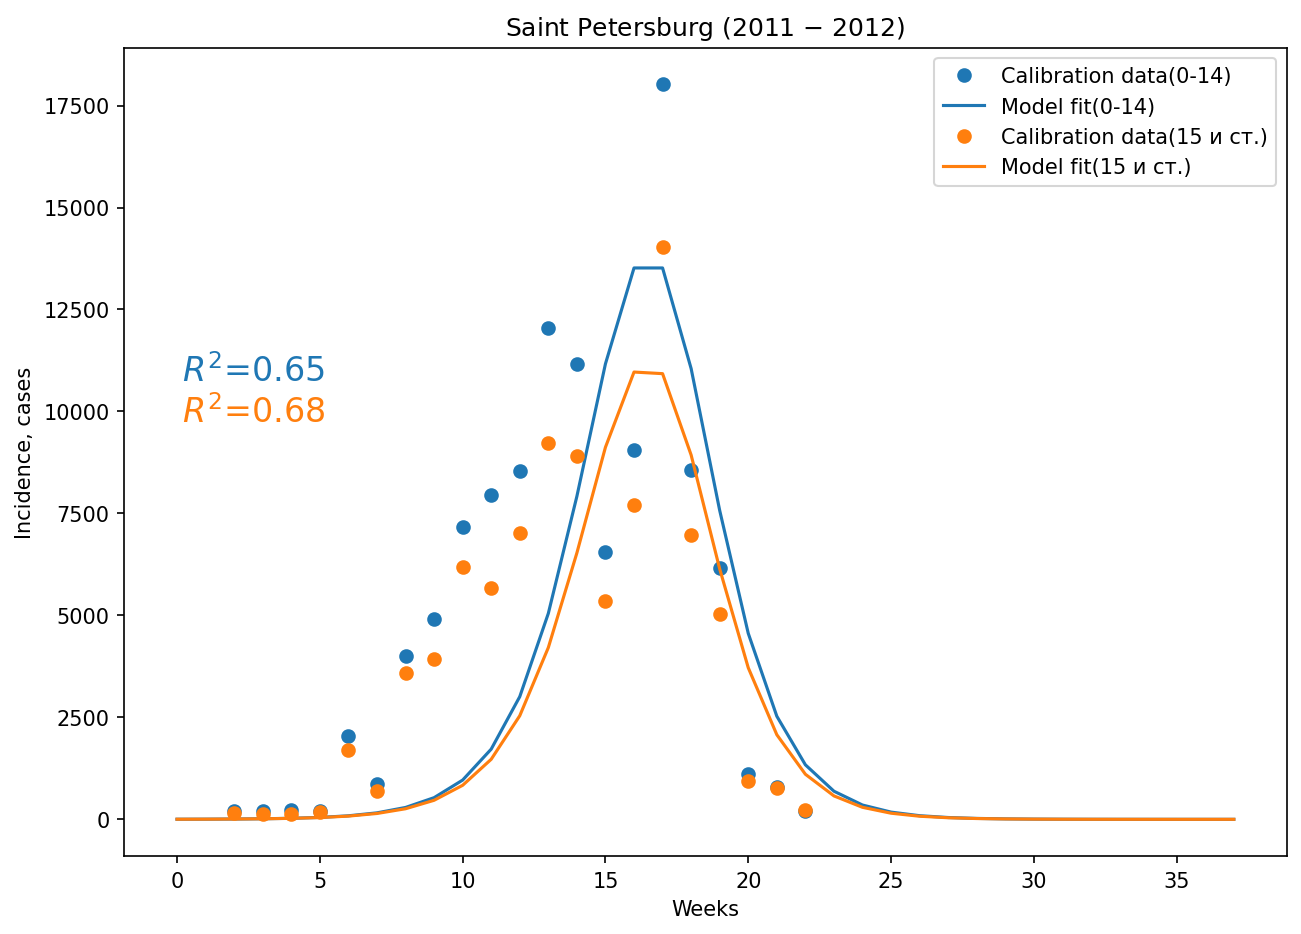 Saint Petersburg (2011 − 2012)
Calibration data(0-14)
Model fit(0-14)
Calibration data(15 и ст.)
Model fit(15 и ст.)
17500
15000
12500
10000
7500
5000
2500
0
Incidence, cases
R²=0.65
R²=0.68
0 5 10 15 20 25 30 35
Weeks